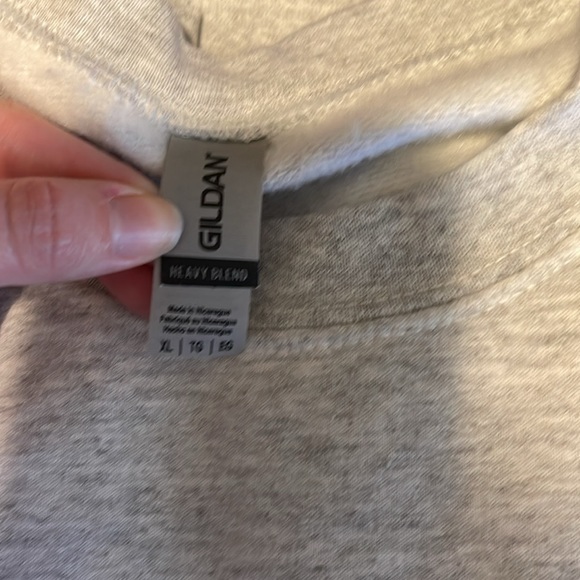 GILDAN
HEAVY BLEND
Made in Nicaragua
Fabriqué au Nicaragua
Hecho en Nicaragua
XL | TG | EG